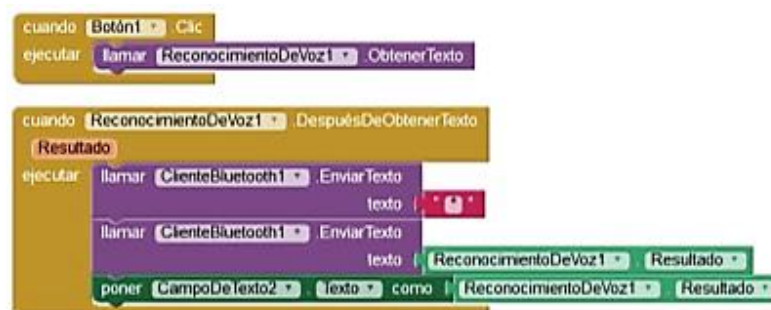 cuando Botón1 .Clic
ejecutar llamar ReconocimientoDeVoz1 .ObtenerTexto
cuando ReconocimientoDeVoz1 .DespuésDeObtenerTexto
Resultado
ejecutar llamar ClienteBluetooth1 .EnviarTexto
texto
llamar ClienteBluetooth1 .EnviarTexto
texto ReconocimientoDeVoz1 . Resultado
poner CampoDeTexto2 . Texto como ReconocimientoDeVoz1 . Resultado